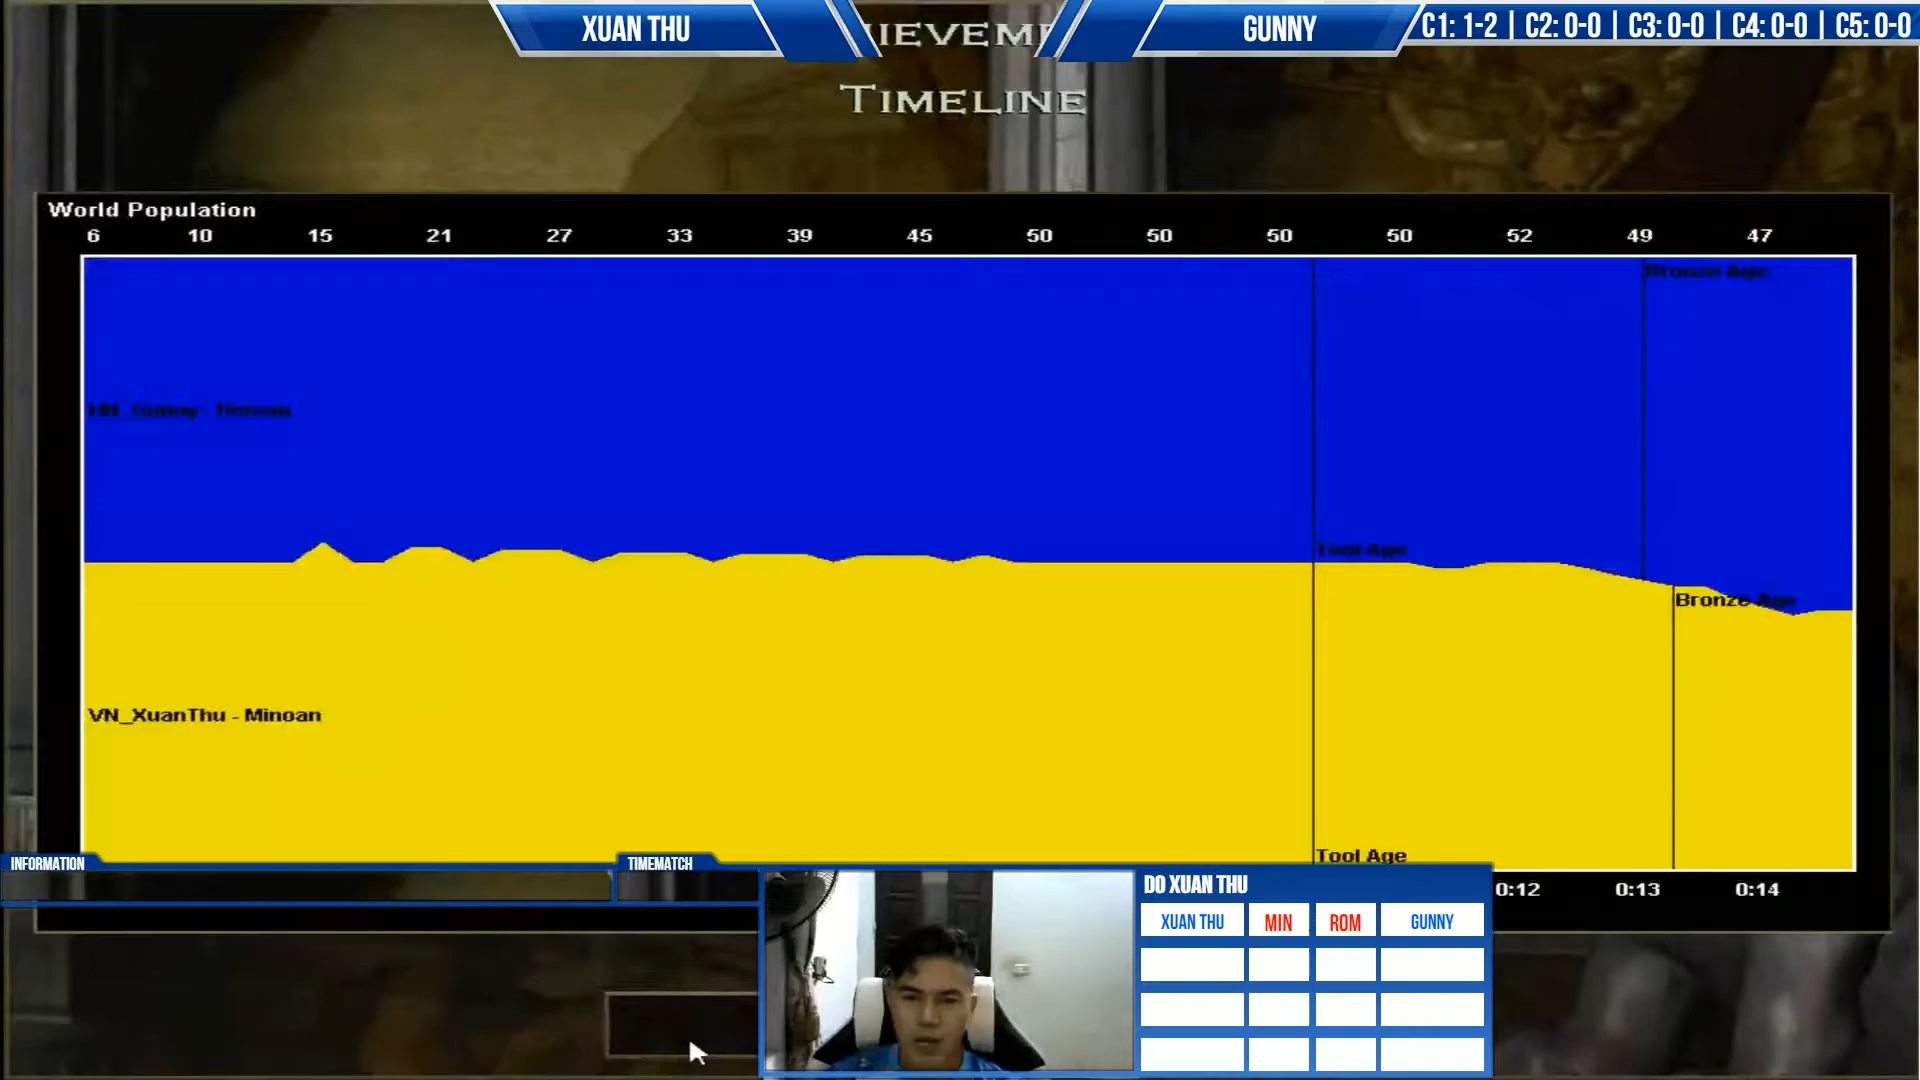 XUAN THU
GUNNY
C1: 1-2 | C2: 0-0 | C3: 0-0 | C4: 0-0 | C5: 0-0
TIMELINE
World Population
6 10 15 21 27 33 39 45 50 50 50 50 52 49 47
Bronze Age
Tool Age
Bronze Age
VN_XuanThu - Minoan
Tool Age
INFORMATION
TIMEMATCH
0:12 0:13 0:14
DO XUAN THU
XUAN THU MIN ROM GUNNY